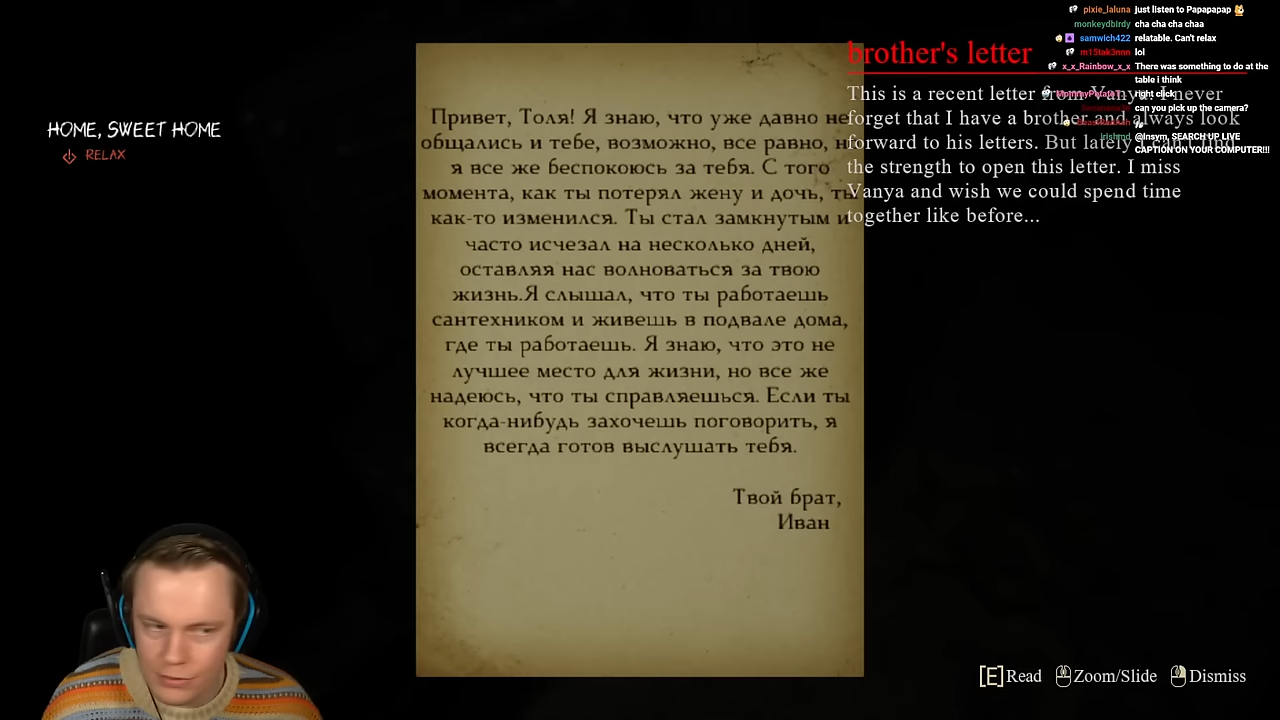 HOME, SWEET HOME
RELAX
Привет, Толя! Я знаю, что уже давно не
общались и тебе, возможно, все равно, н
я все же беспокоюсь за тебя. С того
момента, как ты потерял жену и дочь, ты
как-то изменился. Ты стал замкнутым и
часто исчезал на несколько дней,
оставляя нас волноваться за твою
жизнь.Я слышал, что ты работаешь
сантехником и живешь в подвале дома,
где ты работаешь. Я знаю, что это не
лучшее место для жизни, но все же
надеюсь, что ты справляешься. Если ты
когда-нибудь захочешь поговорить, я
всегда готов выслушать тебя.
Твой брат,
Иван
brother's letter
This is a recent letter from Vanya. I never
forget that I have a brother and always look
forward to his letters. But lately
the strength to open this letter. I miss
Vanya and wish we could spend time
together like before...
pixie_laluna just listen to Papapapap
monkeydbirdy cha cha cha chaa
samwich422 relatable. Can't relax
m15tak3nnn lol
x_x_Rainbow_x_x There was something to do at the
table i think
right click
can you pick up the camera?
irishmd @Insym, SEARCH UP LIVE
CAPTION ON YOUR COMPUTER!!!
[E]Read
Zoom/Slide
Dismiss